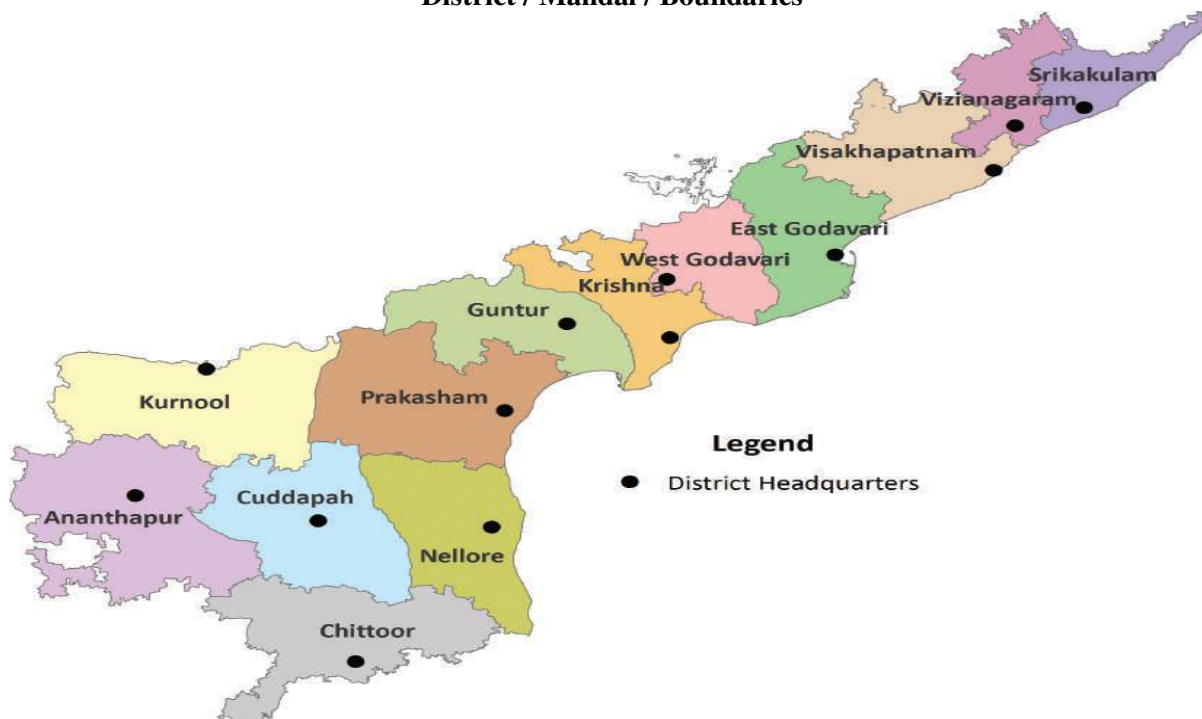 District / Mandal / Boundaries
Srikakulam
Vizianagaram
Visakhapatnam
East Godavari
West Godavari
Krishna
Guntur
Kurnool
Prakasham
Legend
District Headquarters
Cuddapah
Ananthapur
Nellore
Chittoor